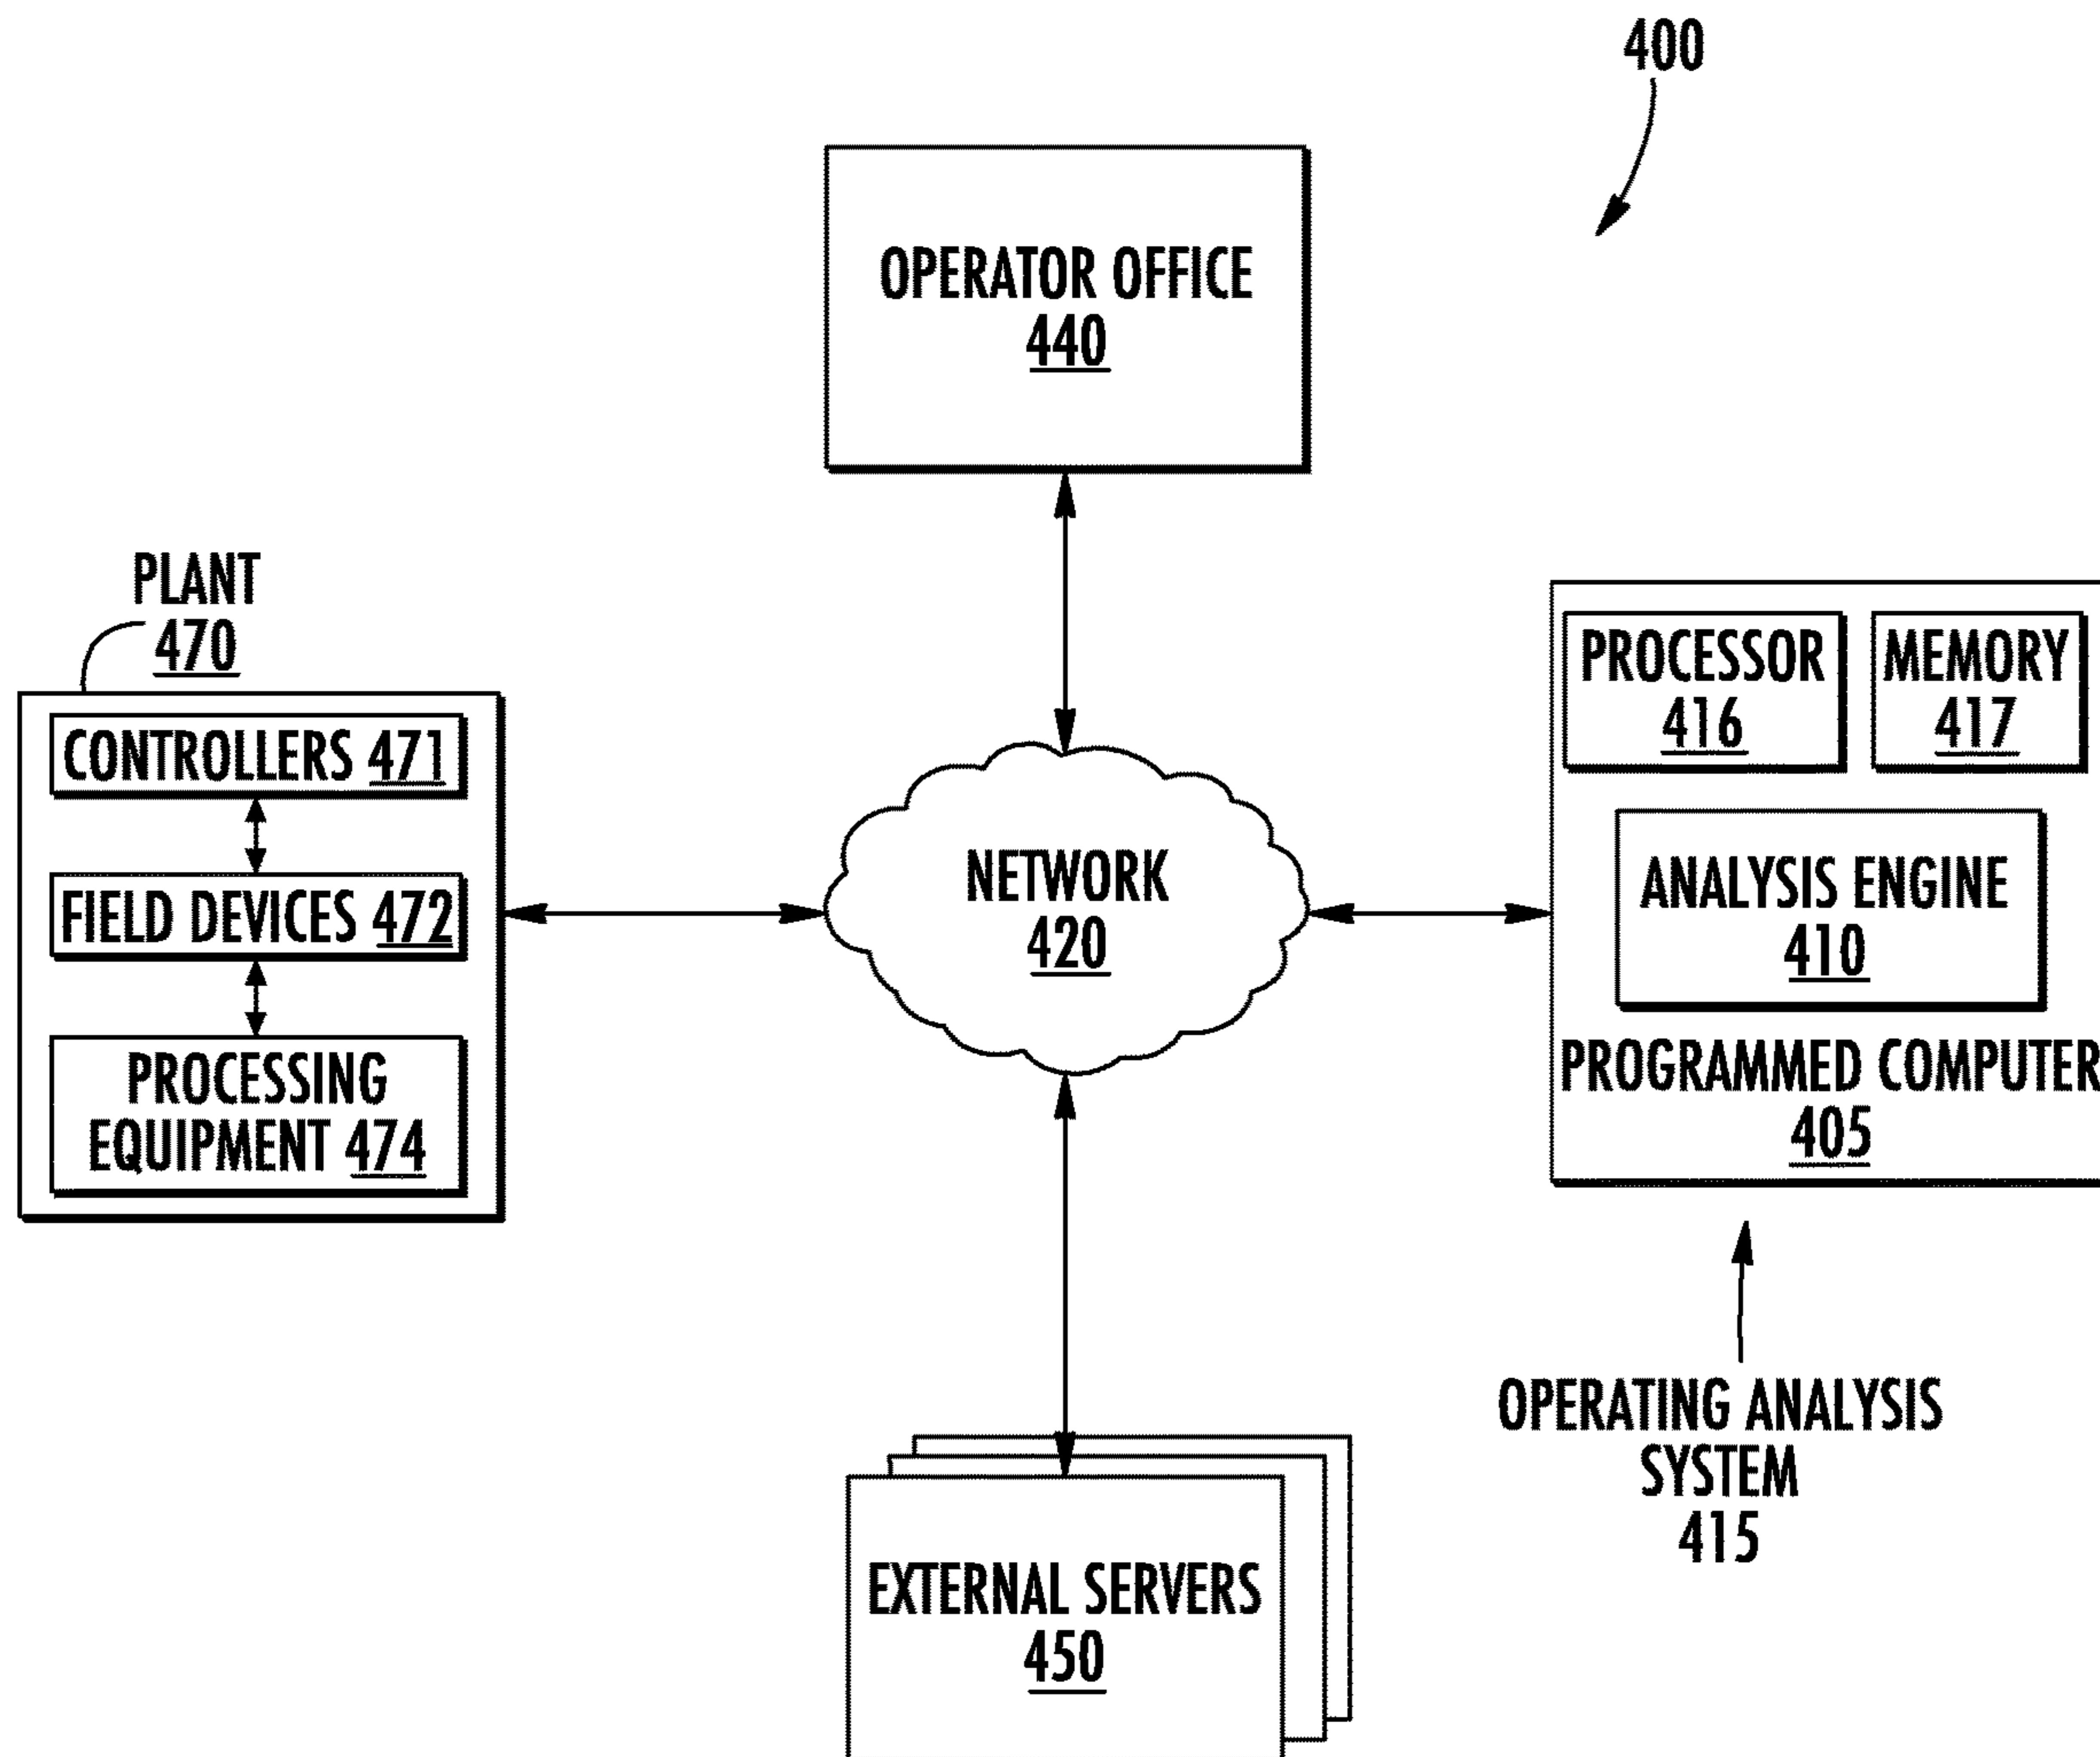 400
OPERATOR OFFICE
440
PLANT
470
CONTROLLERS 471
FIELD DEVICES 472
PROCESSING
EQUIPMENT 474
NETWORK
420
PROCESSOR
416
MEMORY
417
ANALYSIS ENGINE
410
PROGRAMMED COMPUTER
405
OPERATING ANALYSIS
SYSTEM
415
EXTERNAL SERVERS
450